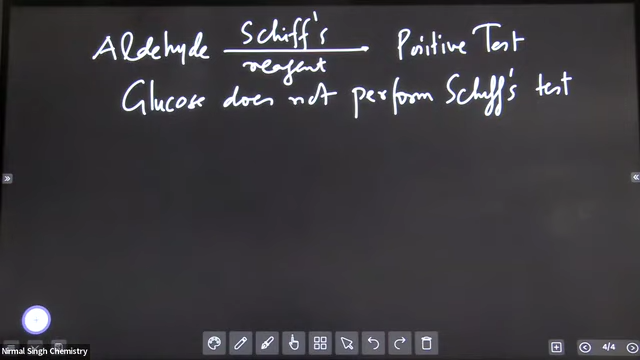 Aldehyde Schiff's reagent Positive Test
Glucose does not perform Schiff's test
4/4
Nirmal Singh Chemistry